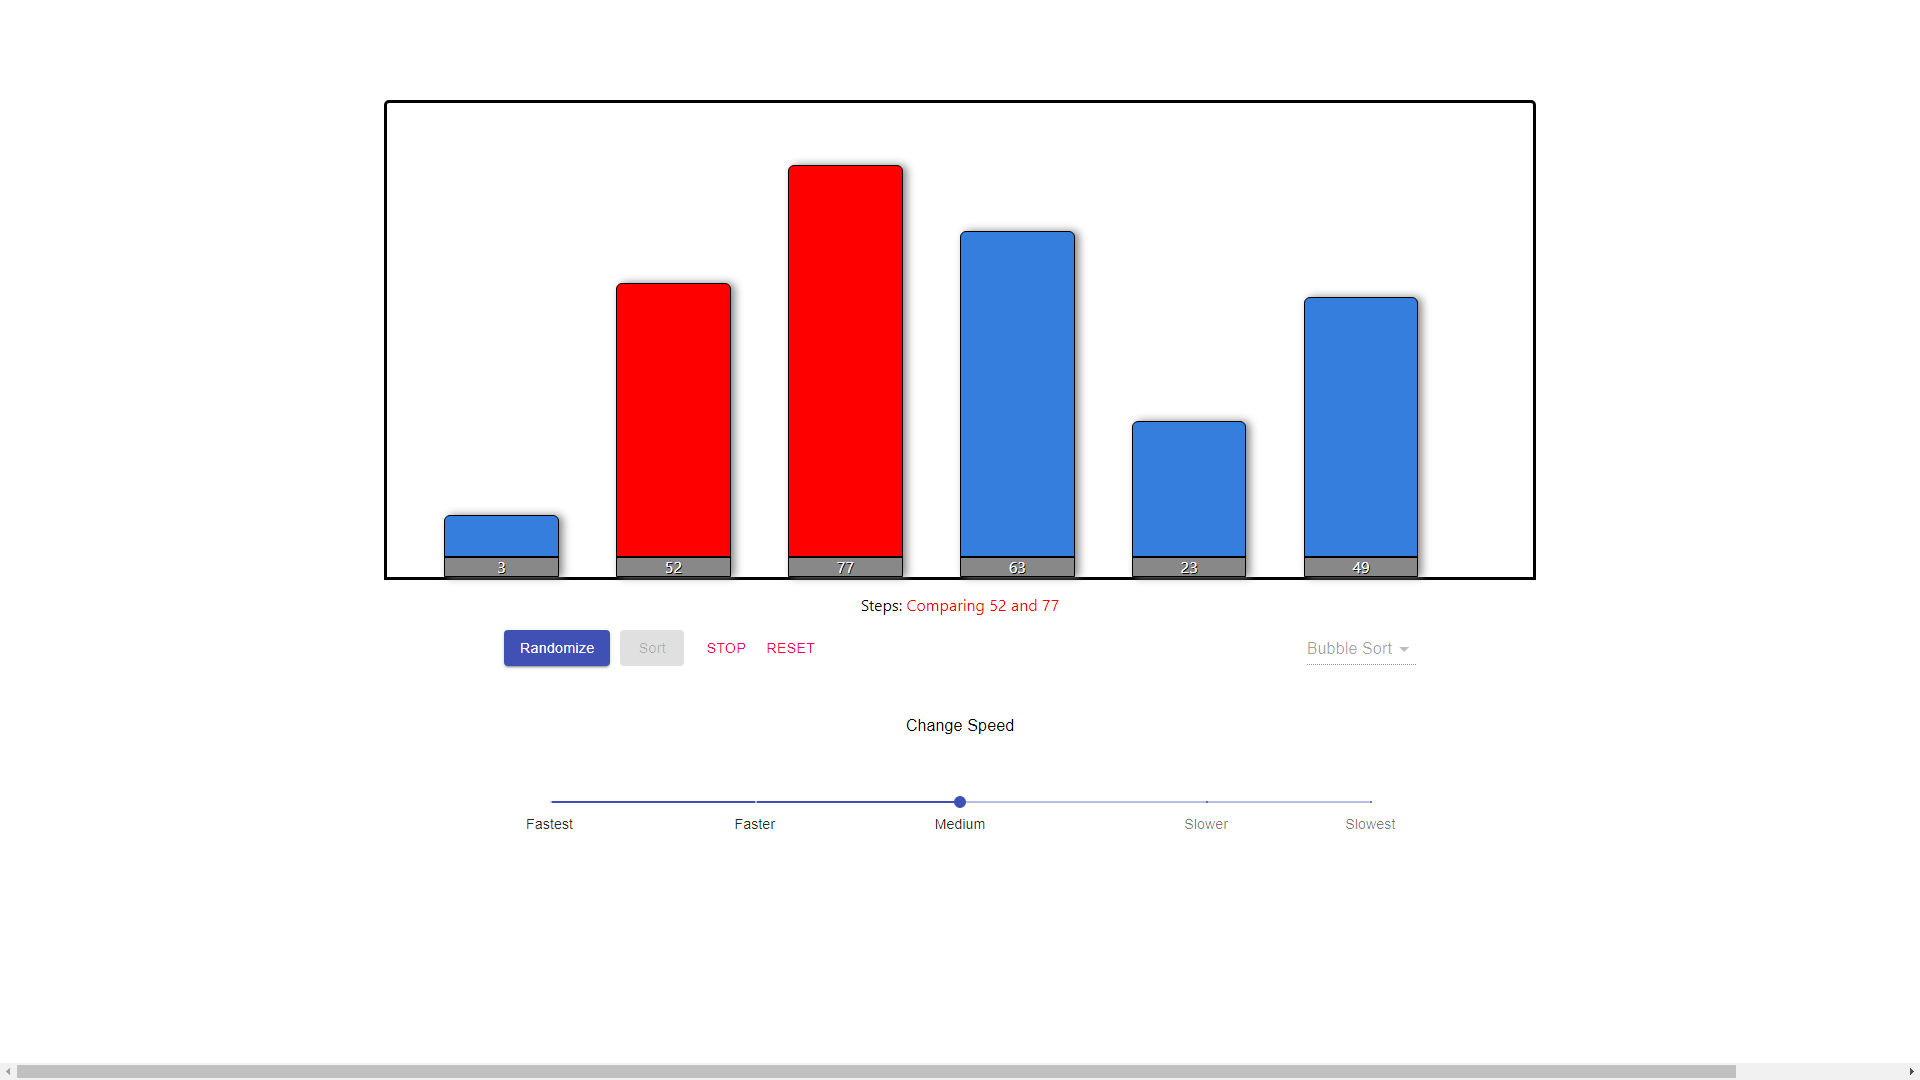 3 52 77 63 23 49
Steps: Comparing 52 and 77
Randomize Sort STOP RESET Bubble Sort
Change Speed
Fastest Faster Medium Slower Slowest